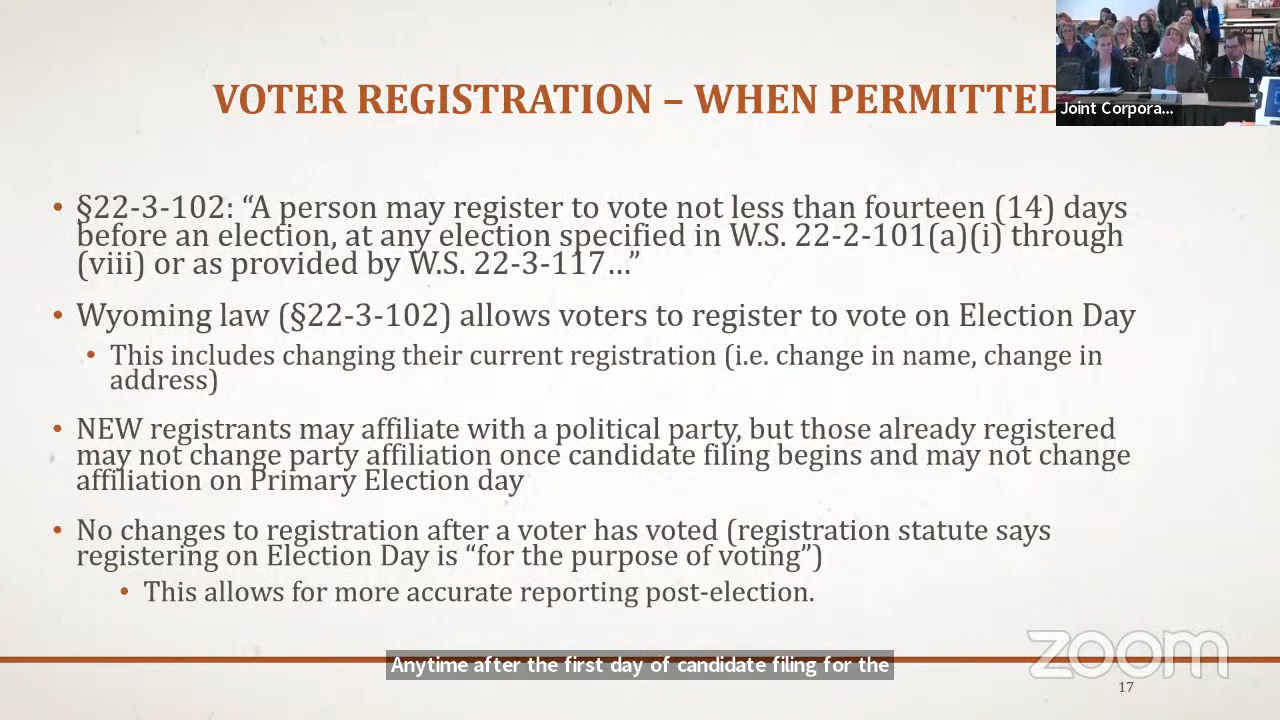 VOTER REGISTRATION – WHEN PERMITTED
Joint Corpora...
• §22-3-102: “A person may register to vote not less than fourteen (14) days
before an election, at any election specified in W.S. 22-2-101(a)(i) through
(viii) or as provided by W.S. 22-3-117…”
• Wyoming law (§22-3-102) allows voters to register to vote on Election Day
• This includes changing their current registration (i.e. change in name, change in
address)
• NEW registrants may affiliate with a political party, but those already registered
may not change party affiliation once candidate filing begins and may not change
affiliation on Primary Election day
• No changes to registration after a voter has voted (registration statute says
registering on Election Day is “for the purpose of voting”)
• This allows for more accurate reporting post-election.
zoom
Anytime after the first day of candidate filing for the
17